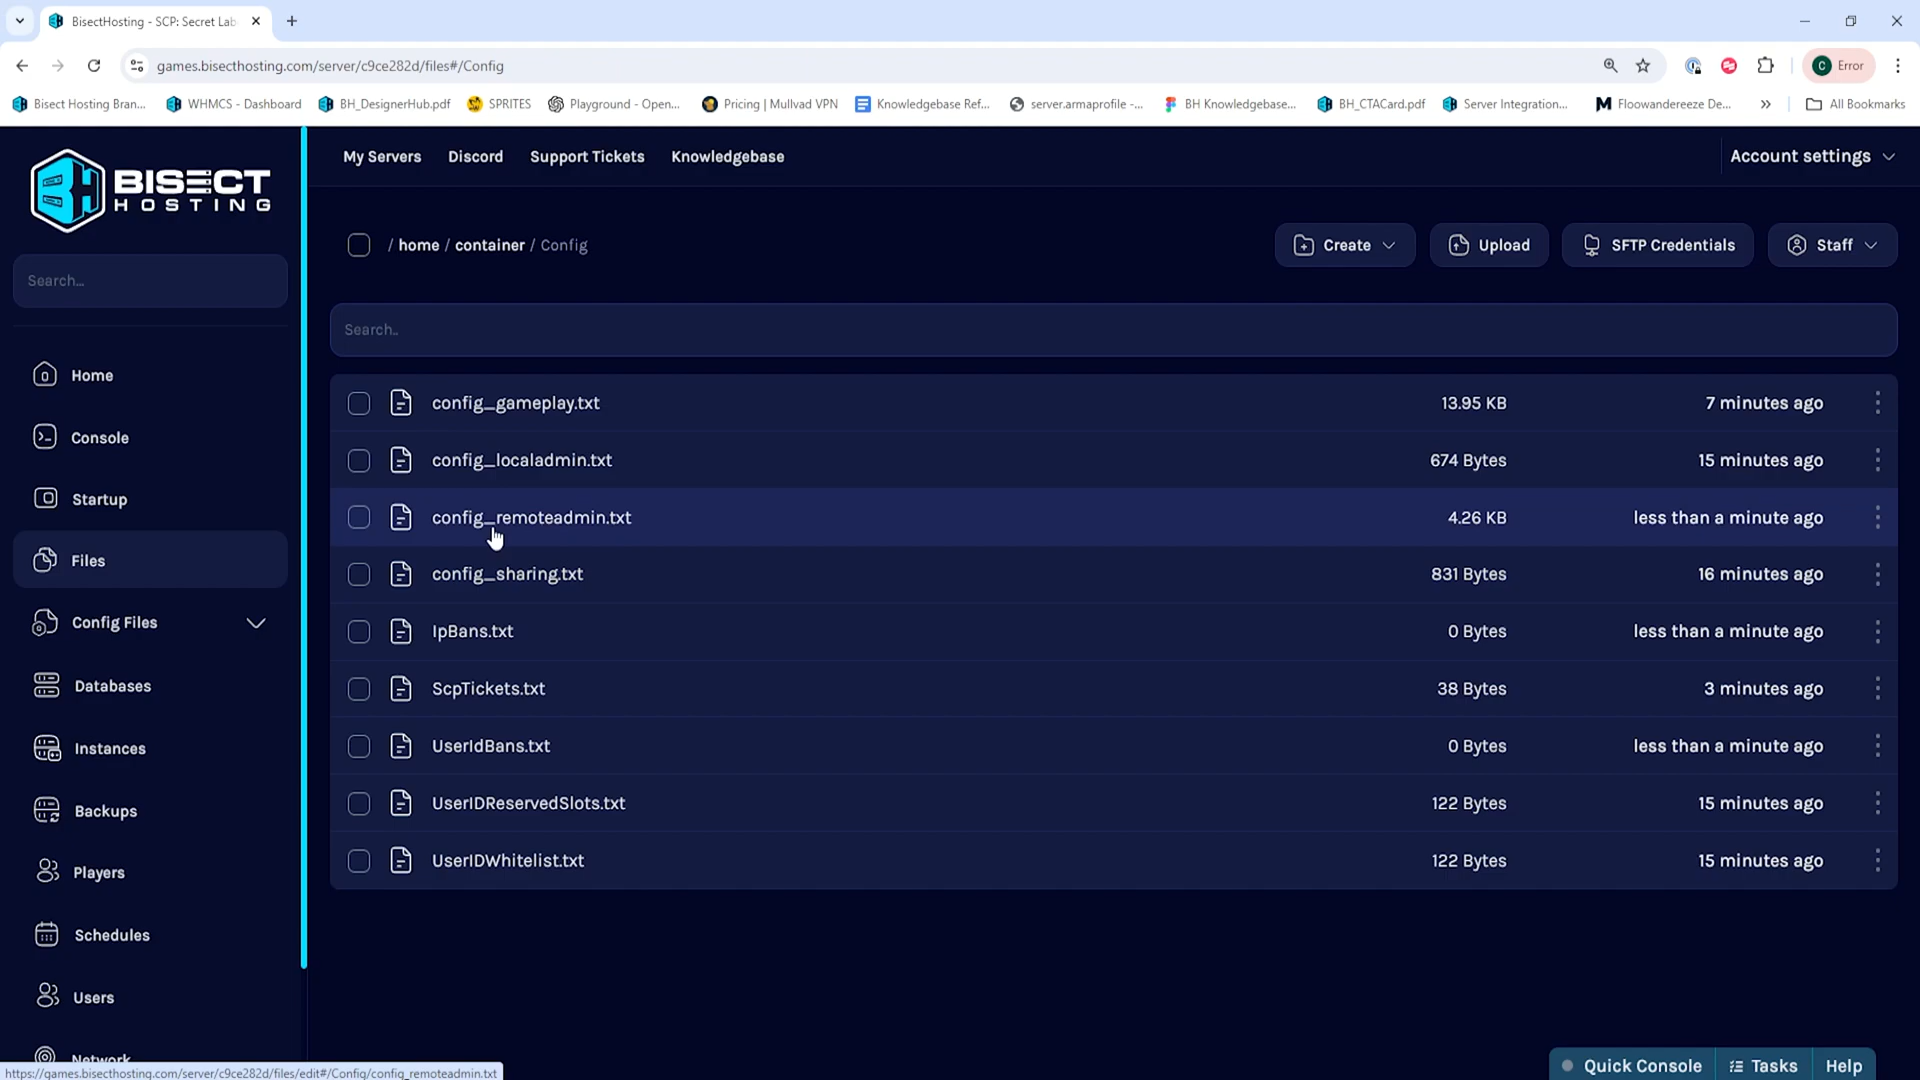 BisectHosting - SCP: Secret Lab
games.bisecthosting.com/server/c9ce282d/files#/Config
Error
Bisect Hosting Bran...
WHMCS - Dashboard
BH_DesignerHub.pdf
SPRITES
Playground - Open...
Pricing | Mullvad VPN
Knowledgebase Ref...
server.armaprofile -...
BH Knowledgebase...
BH_CTACard.pdf
Server Integration...
Floowandereeze De...
All Bookmarks
BISECT
HOSTING
My Servers
Discord
Support Tickets
Knowledgebase
Account settings
/ home / container / Config
Create
Upload
SFTP Credentials
Staff
Search...
Search..
Home
Console
Startup
Files
Config Files
Databases
Instances
Backups
Players
Schedules
Users
Network
config_gameplay.txt 13.95 KB 7 minutes ago
config_localadmin.txt 674 Bytes 15 minutes ago
config_remoteadmin.txt 4.26 KB less than a minute ago
config_sharing.txt 831 Bytes 16 minutes ago
IpBans.txt 0 Bytes less than a minute ago
ScpTickets.txt 38 Bytes 3 minutes ago
UserIdBans.txt 0 Bytes less than a minute ago
UserIDReservedSlots.txt 122 Bytes 15 minutes ago
UserIDWhitelist.txt 122 Bytes 15 minutes ago
Quick Console
Tasks
Help
https://games.bisecthosting.com/server/c9ce282d/files/edit#/Config/config_remoteadmin.txt